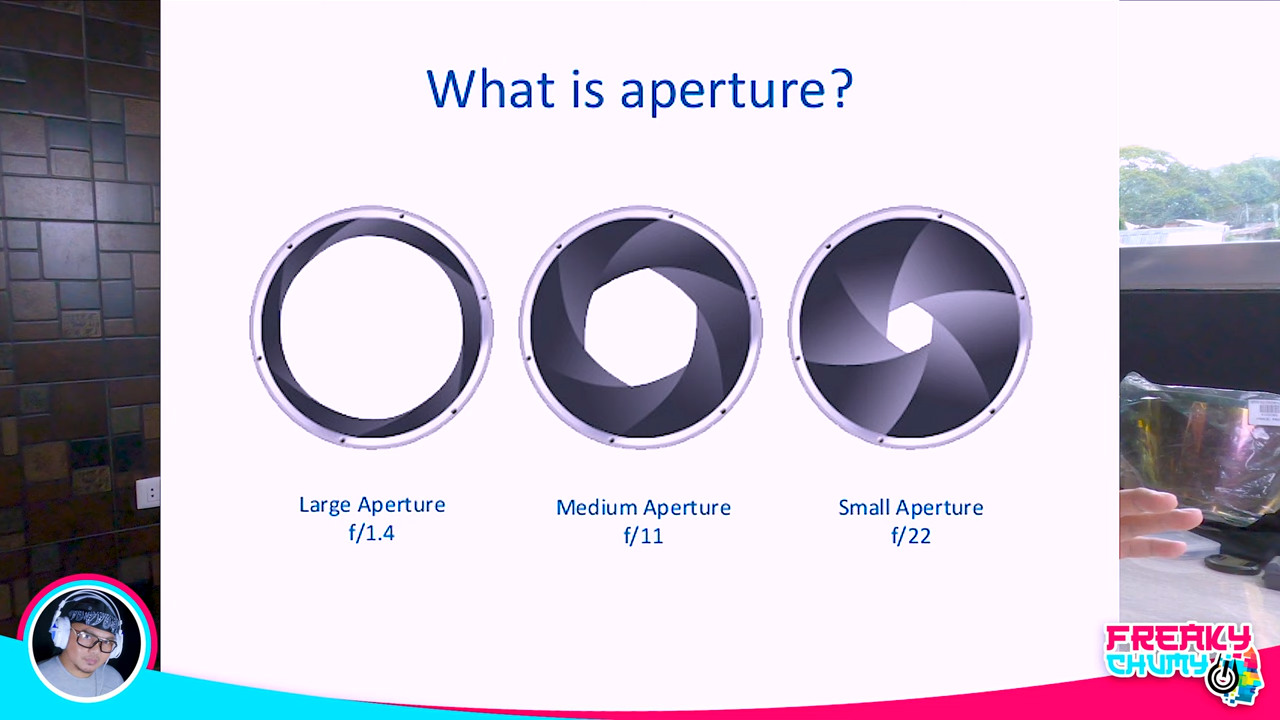 What is aperture?
Large Aperture
f/1.4
Medium Aperture
f/11
Small Aperture
f/22
FREAKY
CHUMY